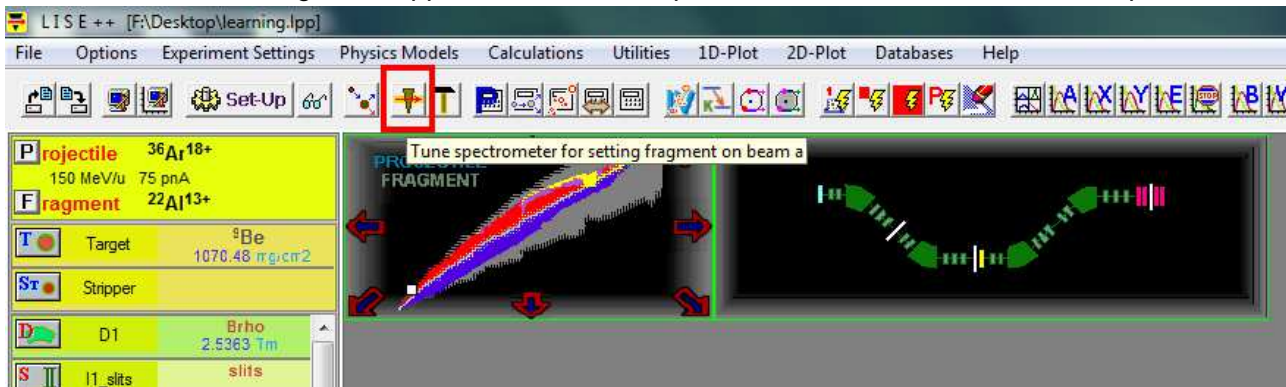 LISE++ [F:\Desktop\learning.lpp]
File Options Experiment Settings Physics Models Calculations Utilities 1D-Plot 2D-Plot Databases Help
Set-Up
Tune spectrometer for setting fragment on beam a
Projectile 36Ar18+
150 MeV/u 75 pnA
Fragment 22Al13+
FRAGMENT
T Target 9Be
1070.48 mg/cm2
ST Stripper
D D1 Brho
2.5363 Tm
S I1_slits slits